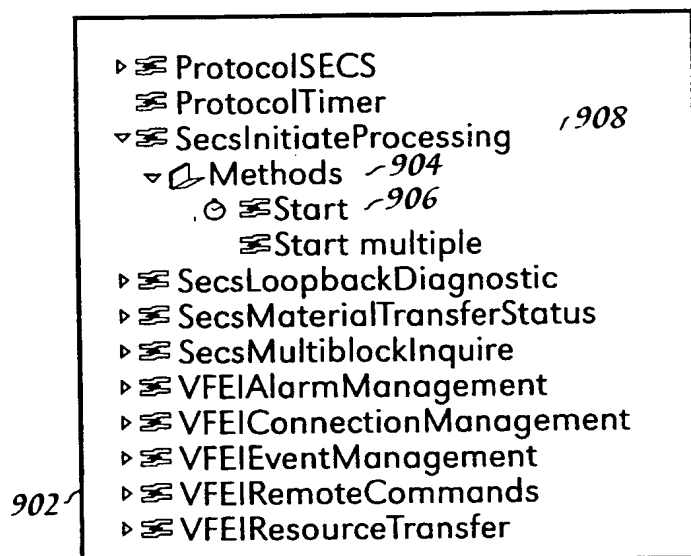 ProtocolSECS
ProtocolTimer
SecsInitiateProcessing 908
Methods 904
Start 906
Start multiple
SecsLoopbackDiagnostic
SecsMaterialTransferStatus
SecsMultiblockInquire
VFEIAlarmManagement
VFEIConnectionManagement
VFEIEventManagement
902 VFEIRemoteCommands
VFEIResourceTransfer